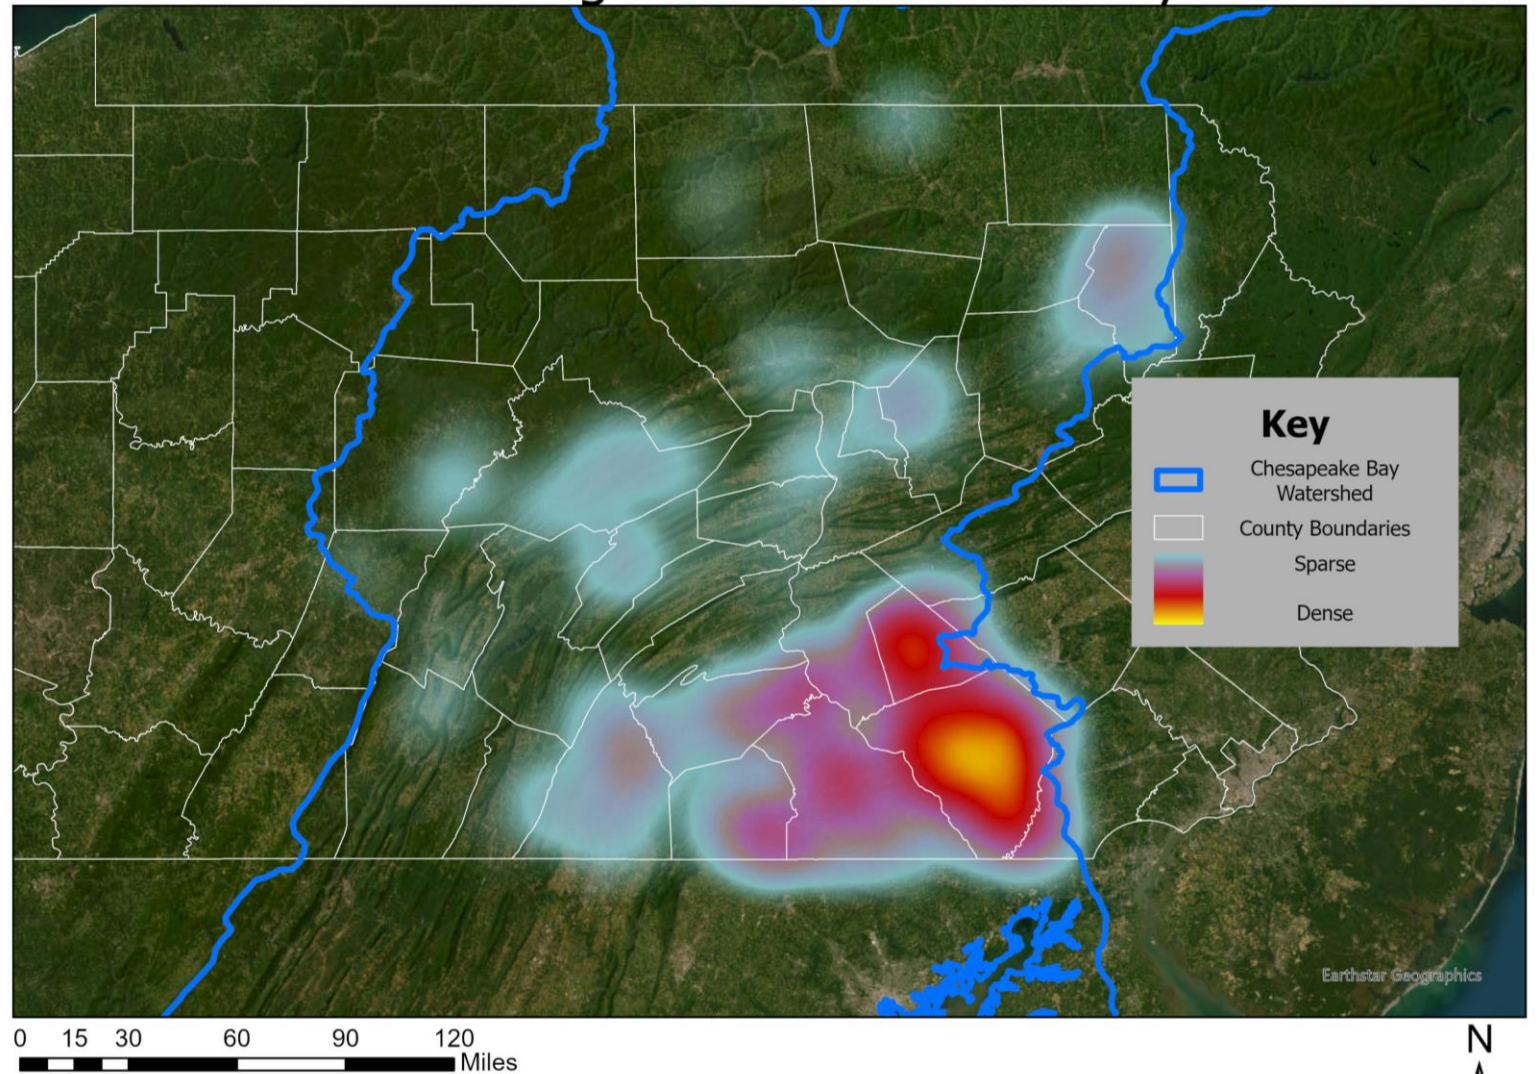 Key
Chesapeake Bay
Watershed
County Boundaries
Sparse
Dense
Earthstar Geographics
0 15 30 60 90 120
Miles
N